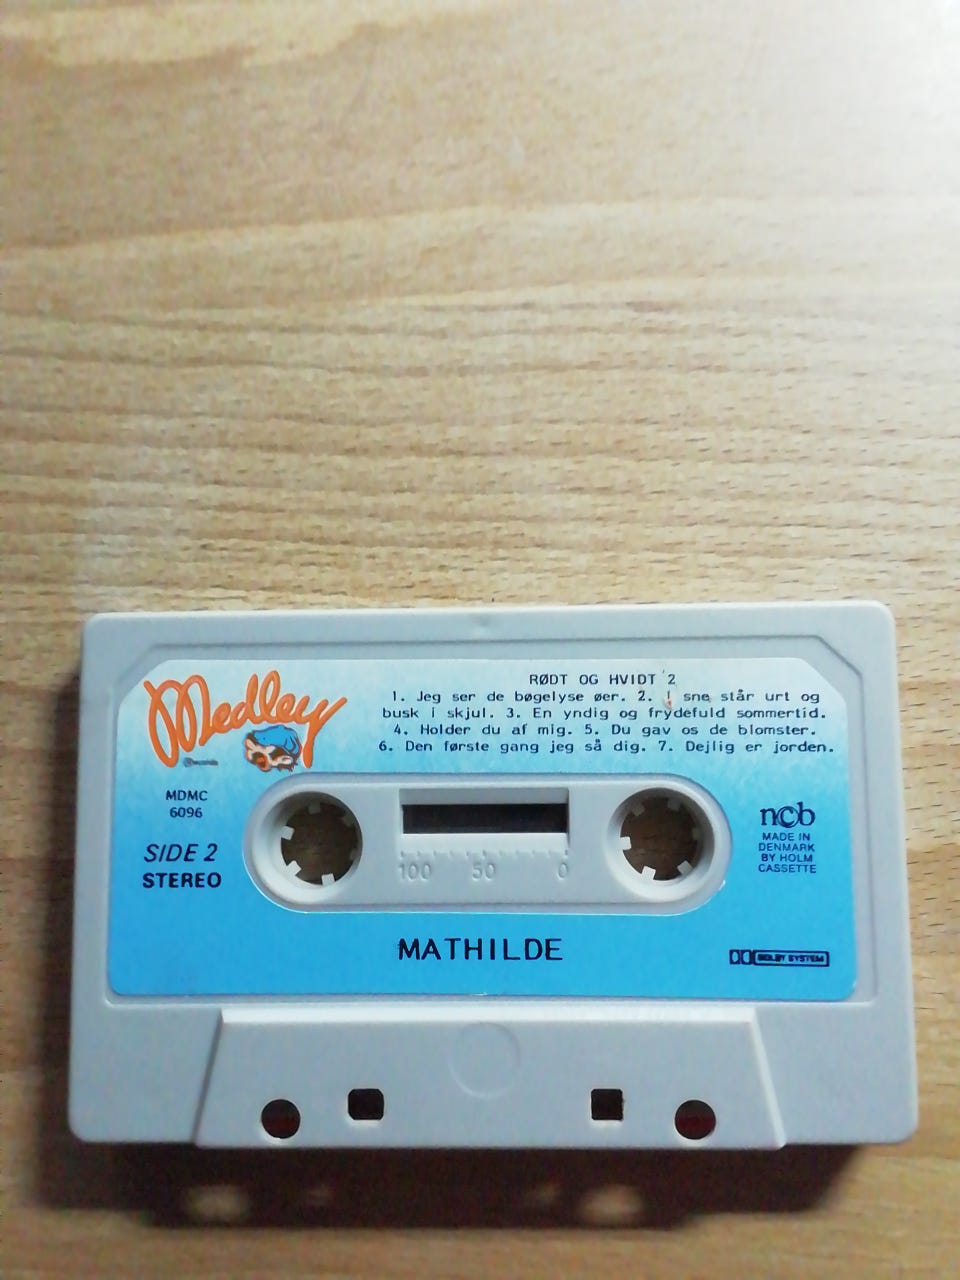 Medley
Records
RØDT OG HVIDT 2
1. Jeg ser de bøgelyse øer. 2. I sne står urt og
busk i skjul. 3. En yndig og frydefuld sommertid.
4. Holder du af mig. 5. Du gav os de blomster.
6. Den første gang jeg så dig. 7. Dejlig er jorden.
MDMC
6096
SIDE 2
STEREO
100 50 0
ncb
MADE IN
DENMARK
BY HOLM
CASSETTE
MATHILDE
DOLBY SYSTEM